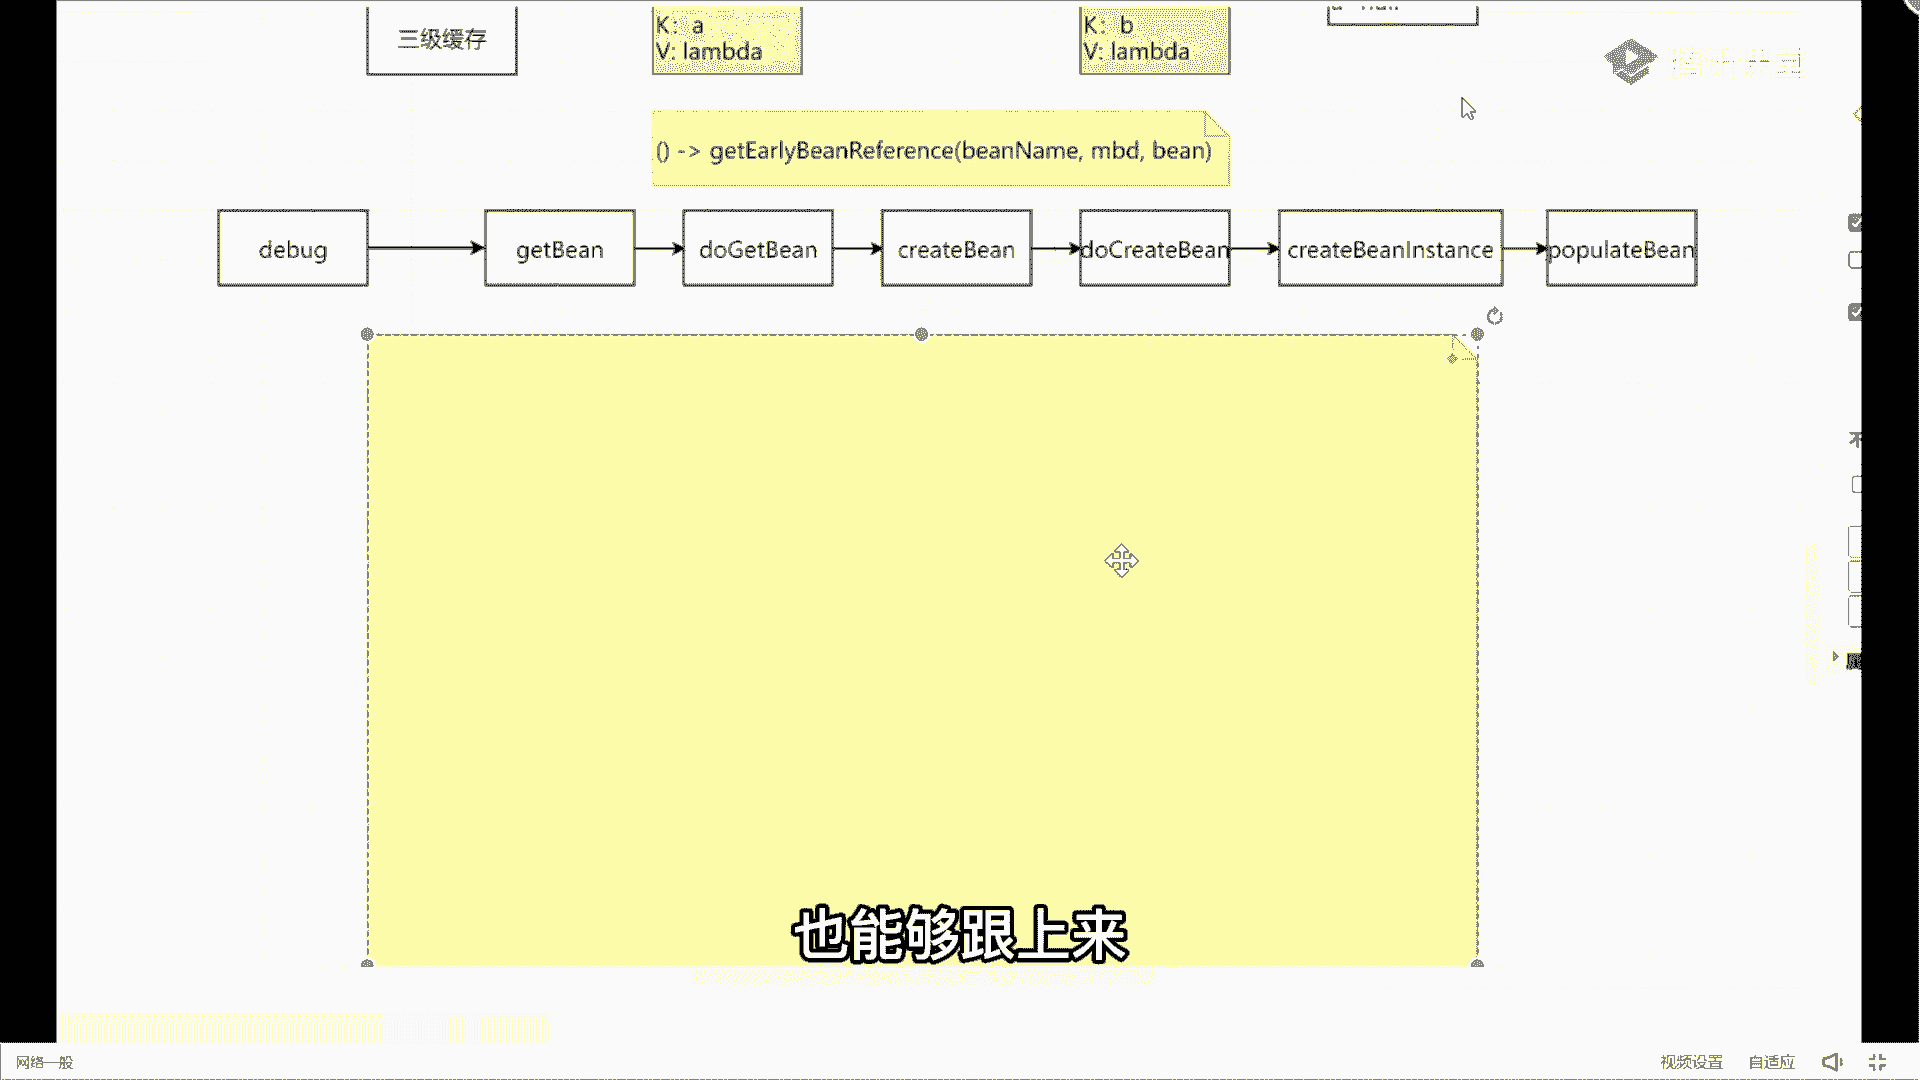 三级缓存
K: a
V: lambda
K: b
V: lambda
() -> getEarlyBeanReference(beanName, mbd, bean)
debug
getBean
doGetBean
createBean
doCreateBean
createBeanInstance
populateBean
也能够跟上来
网络一般
视频设置
自适应